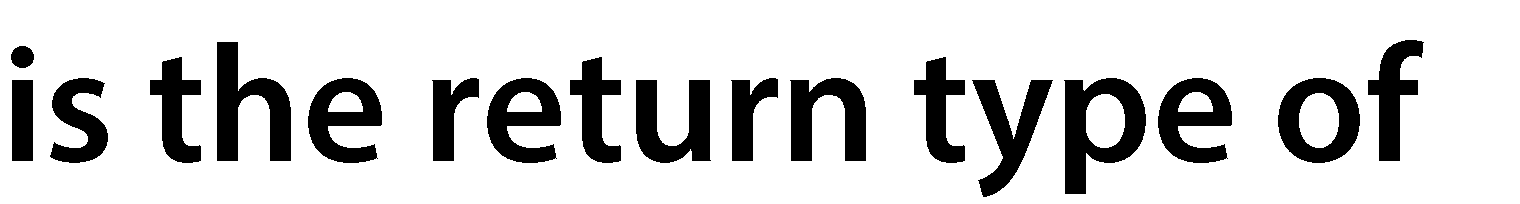 is the return type of